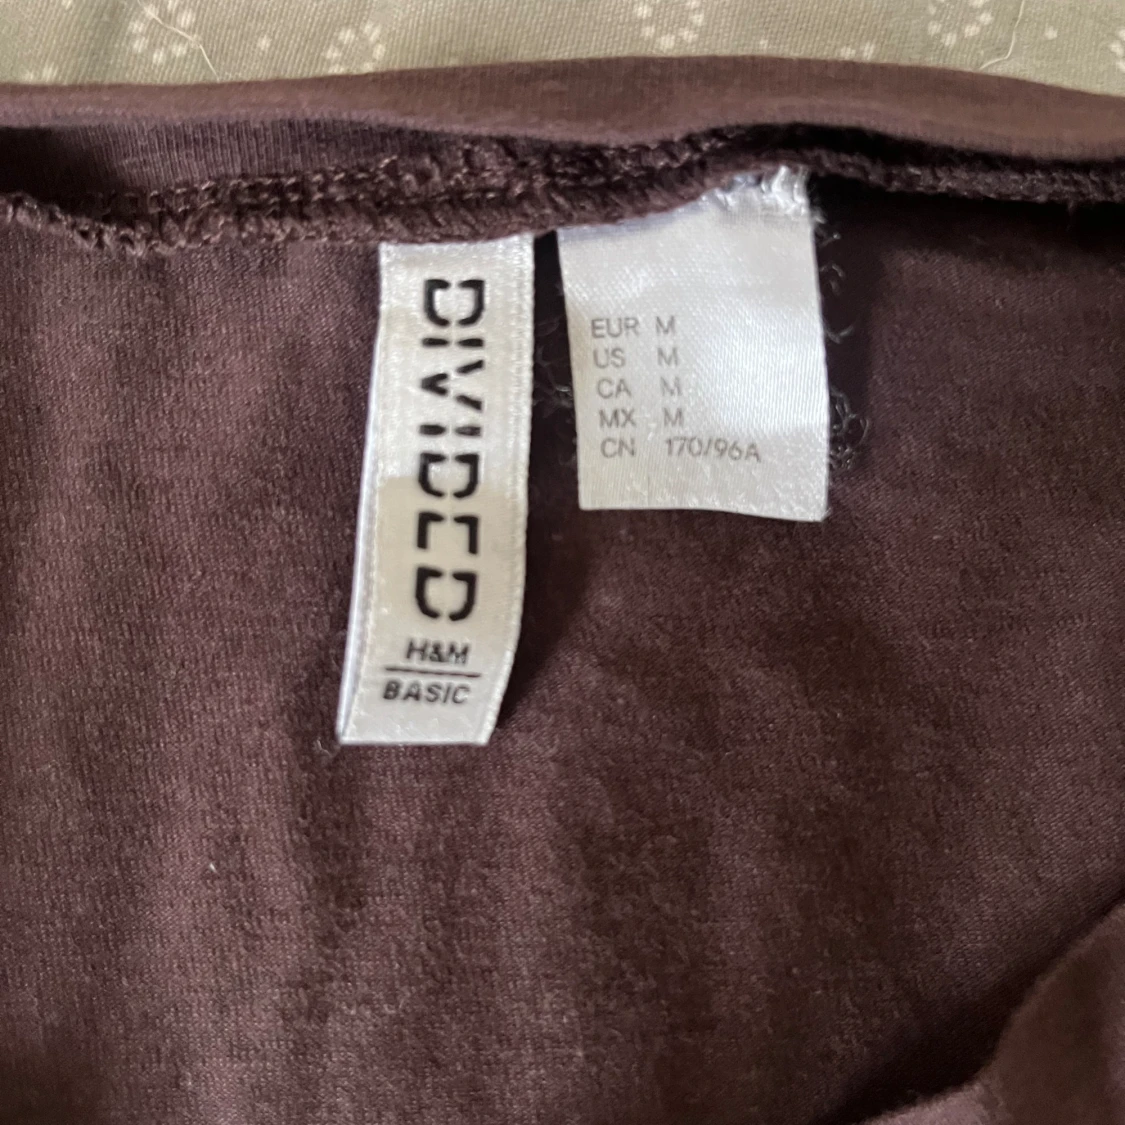 DIVIDED
H&M
BASIC
EUR M
US M
CA M
MX M
CN 170/96A